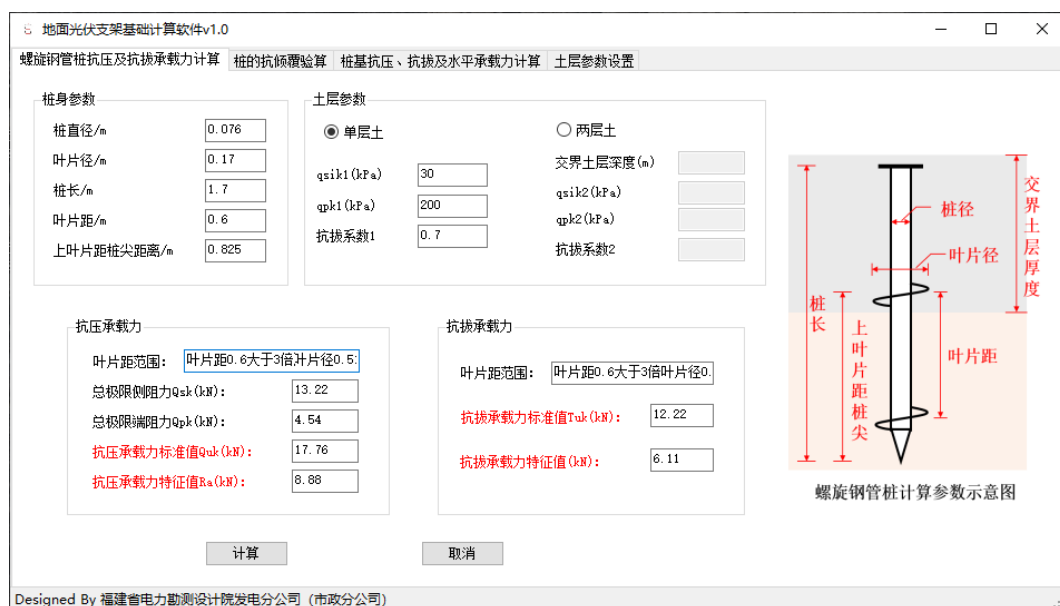 S 地面光伏支架基础计算软件v1.0
螺旋钢管桩抗压及抗拔承载力计算 桩的抗倾覆验算 桩基抗压、抗拔及水平承载力计算 土层参数设置
桩身参数
桩直径/m 0.076
叶片径/m 0.17
桩长/m 1.7
叶片距/m 0.6
上叶片距桩尖距离/m 0.825
土层参数
单层土
qsik1(kPa) 30
qpk1(kPa) 200
抗拔系数1 0.7
两层土
交界土层深度(m)
qsik2(kPa)
qpk2(kPa)
抗拔系数2
抗压承载力
叶片距范围: 叶片距0.6大于3倍叶片径0.5
总极限侧阻力Qsk(kN): 13.22
总极限端阻力Qpk(kN): 4.54
抗压承载力标准值Quk(kN): 17.76
抗压承载力特征值Ra(kN): 8.88
抗拔承载力
叶片距范围: 叶片距0.6大于3倍叶片径0.
抗拔承载力标准值Tuk(kN): 12.22
抗拔承载力特征值(kN): 6.11
计算 取消
桩径
叶片径
交界土层厚度
桩长
上叶片距桩尖
叶片距
螺旋钢管桩计算参数示意图
Designed By 福建省电力勘测设计院发电分公司（市政分公司）